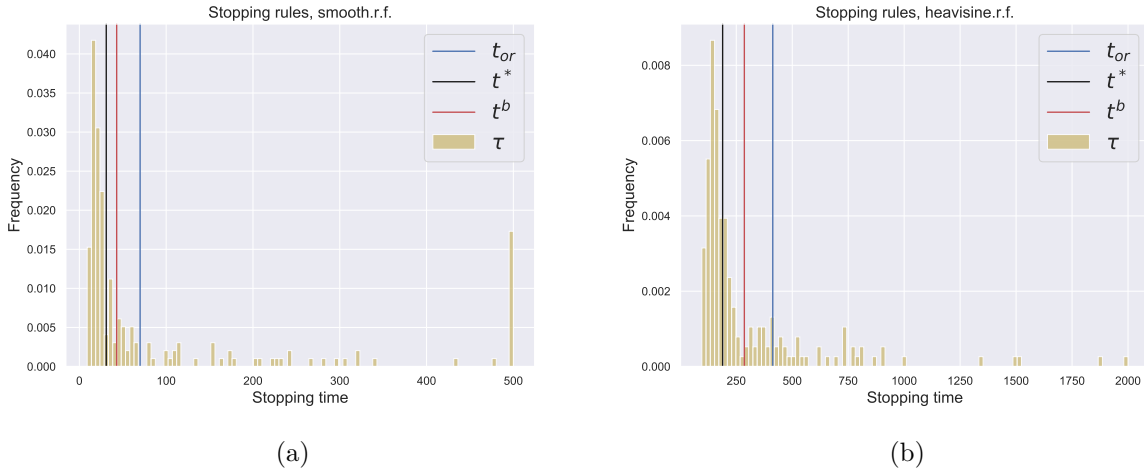 Stopping rules, smooth.r.f.
0.040
0.035
0.030
0.025
0.020
0.015
0.010
0.005
0.000
Frequency
t_or
t*
t^b
τ
0 100 200 300 400 500
Stopping time
(a)
Stopping rules, heavisine.r.f.
0.008
0.006
0.004
0.002
0.000
Frequency
t_or
t*
t^b
τ
250 500 750 1000 1250 1500 1750 2000
Stopping time
(b)